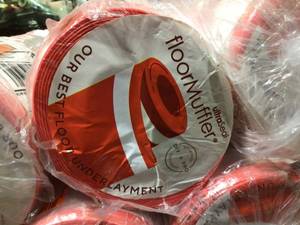 floorMuffler®
ultraseal
OUR BEST FLOOR UNDERLAYMENT